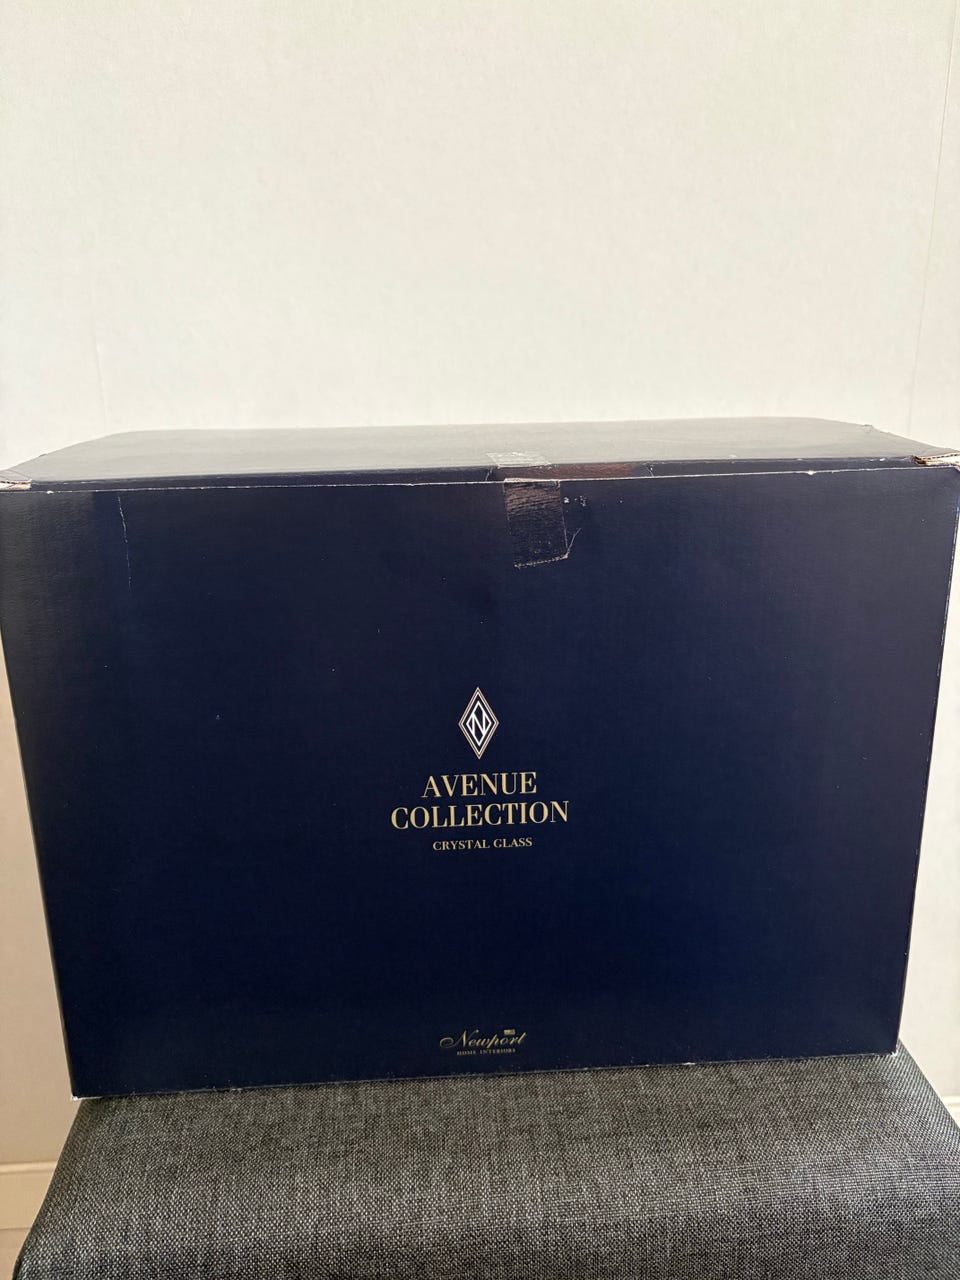 N
AVENUE
COLLECTION
CRYSTAL GLASS
Newport
HOME INTERIORS